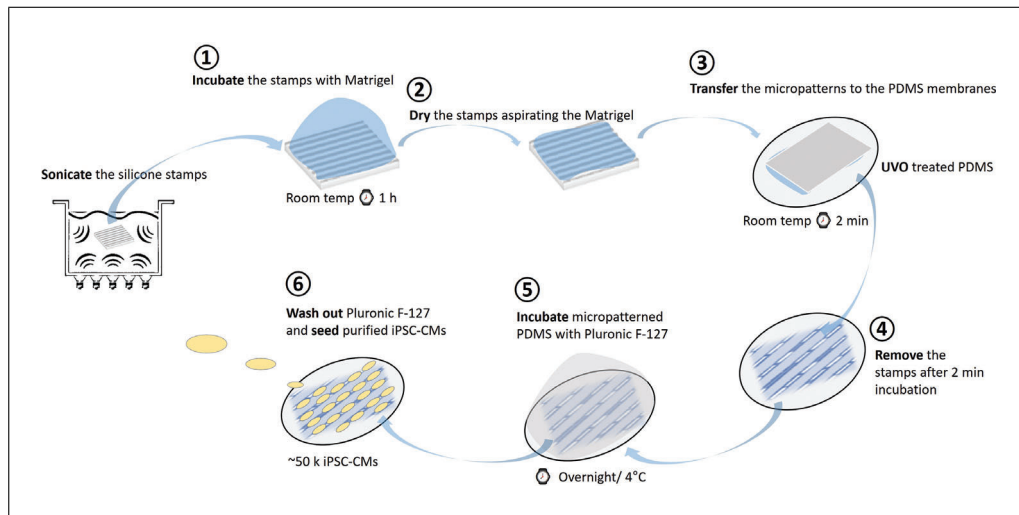 Sonicate the silicone stamps
①
Incubate the stamps with Matrigel
Room temp 1 h
②
Dry the stamps aspirating the Matrigel
③
Transfer the micropatterns to the PDMS membranes
UVO treated PDMS
Room temp 2 min
④
Remove the
stamps after 2 min
incubation
⑤
Incubate micropatterned
PDMS with Pluronic F-127
Overnight/ 4°C
⑥
Wash out Pluronic F-127
and seed purified iPSC-CMs
~50 k iPSC-CMs